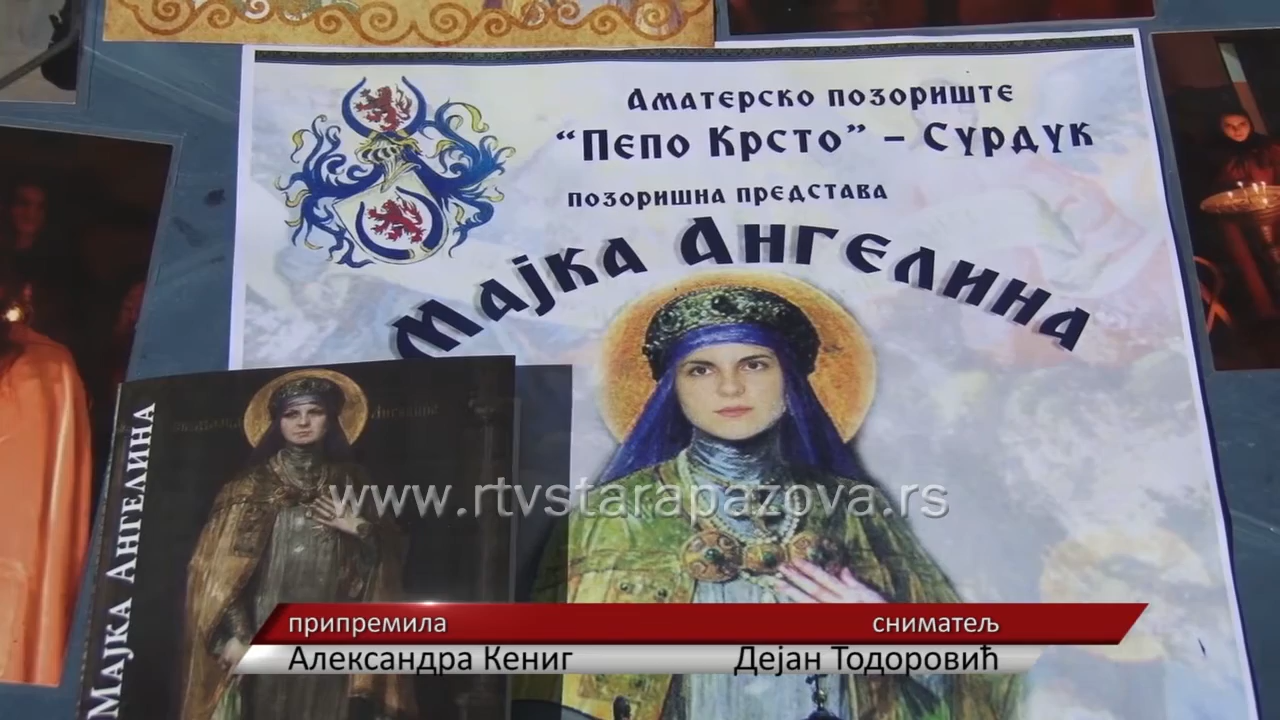 Аматерско позориште
“Пепо Крсто” – Сурдук
позоришна представа
Мајка Ангелина
Мајка Ангелина
www.rtvstarapazova.rs
припремила
сниматељ
Александра Кениг
Дејан Тодоровић